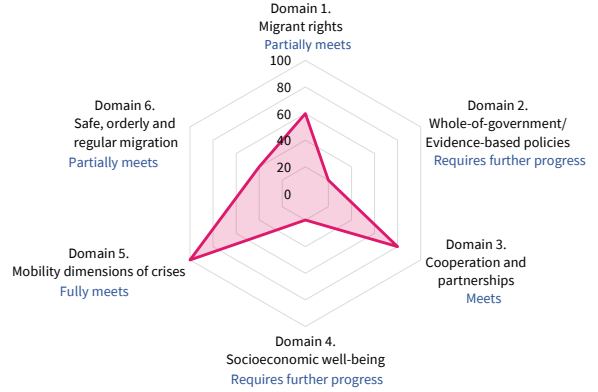 Domain 1.
Migrant rights
Partially meets
100
80
60
40
20
0
Domain 2.
Whole-of-government/
Evidence-based policies
Requires further progress
Domain 3.
Cooperation and
partnerships
Meets
Domain 4.
Socioeconomic well-being
Requires further progress
Domain 5.
Mobility dimensions of crises
Fully meets
Domain 6.
Safe, orderly and
regular migration
Partially meets